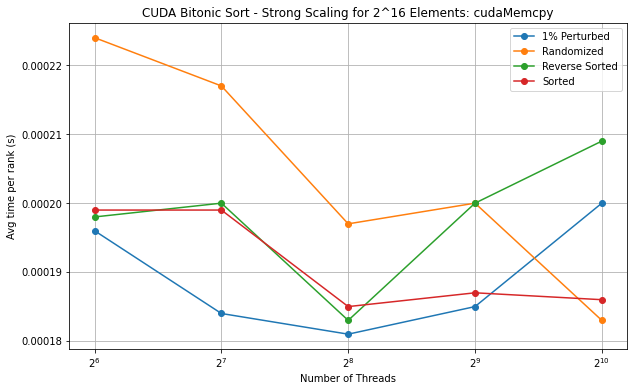 CUDA Bitonic Sort - Strong Scaling for 2^16 Elements: cudaMemcpy
1% Perturbed
Randomized
Reverse Sorted
Sorted
Avg time per rank (s)
0.00022
0.00021
0.00020
0.00019
0.00018
2⁶ 2⁷ 2⁸ 2⁹ 2¹⁰
Number of Threads